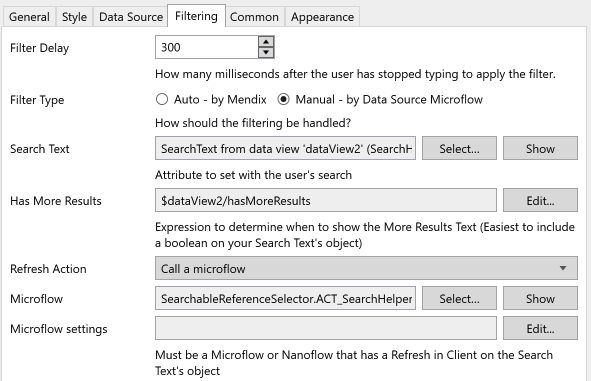 General Style Data Source Filtering Common Appearance
Filter Delay 300
How many milliseconds after the user has stopped typing to apply the filter.
Filter Type Auto - by Mendix Manual - by Data Source Microflow
How should the filtering be handled?
Search Text SearchText from data view 'dataView2' (SearchH Select... Show
Attribute to set with the user's search
Has More Results $dataView2/hasMoreResults Edit...
Expression to determine when to show the More Results Text (Easiest to include
a boolean on your Search Text's object)
Refresh Action Call a microflow
Microflow SearchableReferenceSelector.ACT_SearchHelper Select... Show
Microflow settings Edit...
Must be a Microflow or Nanoflow that has a Refresh in Client on the Search
Text's object